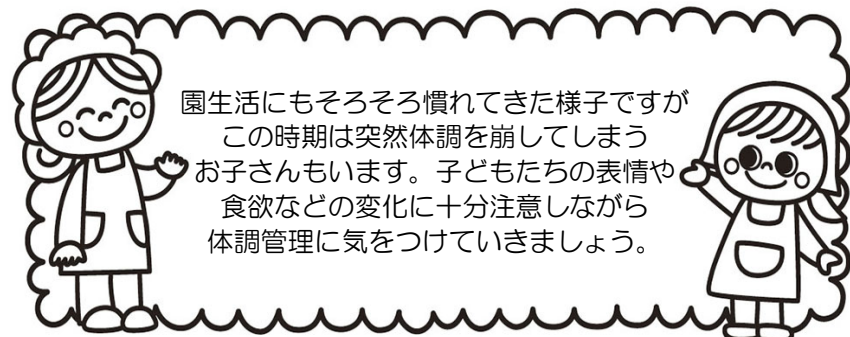 園生活にもそろそろ慣れてきた様子ですが
この時期は突然体調を崩してしまう
お子さんもいます。子どもたちの表情や
食欲などの変化に十分注意しながら
体調管理に気をつけていきましょう。